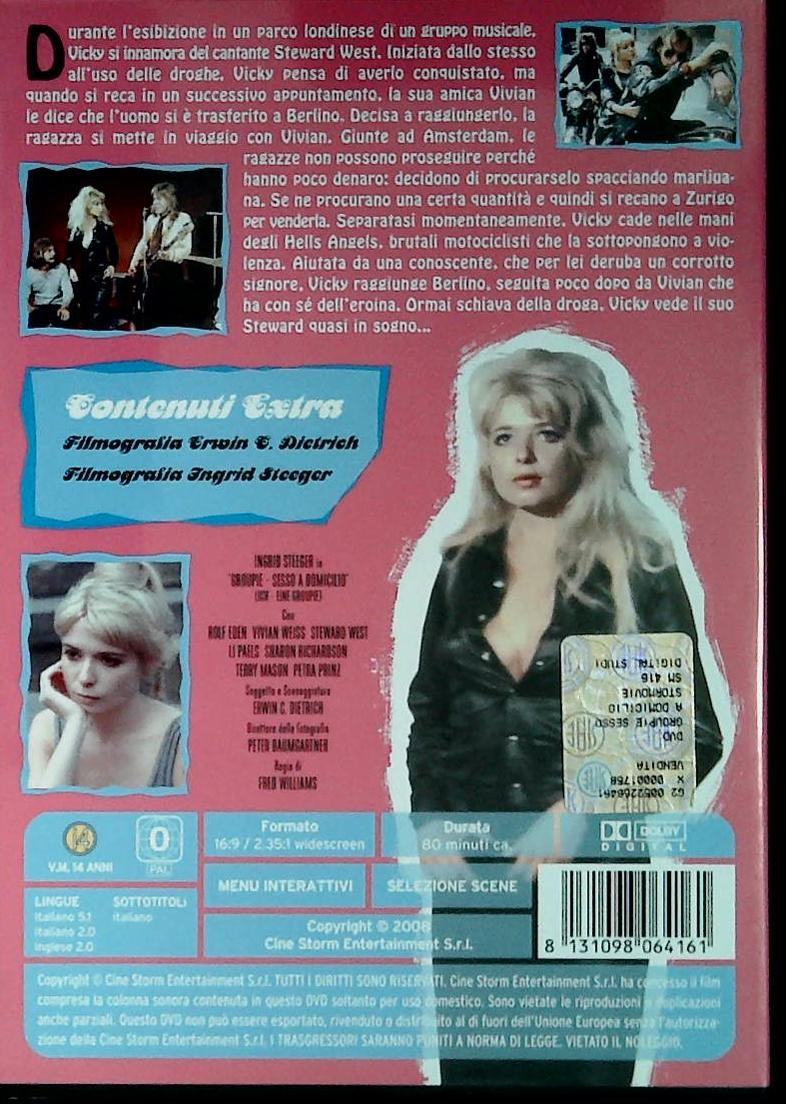 Durante l'esibizione in un parco londinese di un gruppo musicale,
Vicky si innamora del cantante Steward West. Iniziata dallo stesso
all'uso delle droghe, Vicky pensa di averlo conquistato, ma
quando si reca in un successivo appuntamento, la sua amica Vivian
le dice che l'uomo si è trasferito a Berlino. Decisa a raggiungerlo, la
ragazza si mette in viaggio con Vivian. Giunte ad Amsterdam, le
ragazze non possono proseguire perché
hanno poco denaro: decidono di procurarselo spacciando marijua-
na. Se ne procurano una certa quantità e quindi si recano a Zurigo
per venderla. Separatasi momentaneamente, Vicky cade nelle mani
degli Hells Angels, brutali motociclisti che la sottopongono a vio-
lenza. Aiutata da una conoscente, che per lei deruba un corrotto
signore, Vicky raggiunge Berlino, seguita poco dopo da Vivian che
ha con sé dell'eroina. Ormai schiava della droga, Vicky vede il suo
Steward quasi in sogno...
Contenuti Extra
Filmografia Erwin C. Dietrich
Filmografia Ingrid Steeger
INGRID STEEGER in
"GROUPIE - SESSO A DOMICILIO"
(ICH - EINE GROUPIE)
Con
ROLF EDEN VIVIAN WEISS STEWARD WEST
LI PAELS SHARON RICHARDSON
TERRY MASON PETRA PRINZ
Soggetto e Sceneggiatura
ERWIN C. DIETRICH
Direttore della Fotografia
PETER BAUMGARTNER
Regia di
FRED WILLIAMS
G2 0052268461
X 00001758
VENDITA
DVD
GROUPIE SESSO
A DOMICILIO
STORMOVIE
SM 416
DIGITAL STUDI
V.M. 14 ANNI
0
PAL
Formato
16:9 / 2.35:1 widescreen
Durata
80 minuti ca.
DOLBY
DIGITAL
LINGUE
Italiano 5.1
Italiano 2.0
Inglese 2.0
SOTTOTITOLI
Italiano
MENU INTERATTIVI
SELEZIONE SCENE
Copyright © 2008
Cine Storm Entertainment S.r.l.
8 131098 064161
Copyright © Cine Storm Entertainment S.r.l. TUTTI I DIRITTI SONO RISERVATI. Cine Storm Entertainment S.r.l. ha concesso il film
compresa la colonna sonora contenuta in questo DVD soltanto per uso domestico. Sono vietate le riproduzioni o duplicazioni
anche parziali. Questo DVD non può essere esportato, rivenduto o distribuito al di fuori dell'Unione Europea senza l'autorizza-
zione della Cine Storm Entertainment S.r.l. I TRASGRESSORI SARANNO PUNITI A NORMA DI LEGGE. VIETATO IL NOLEGGIO.